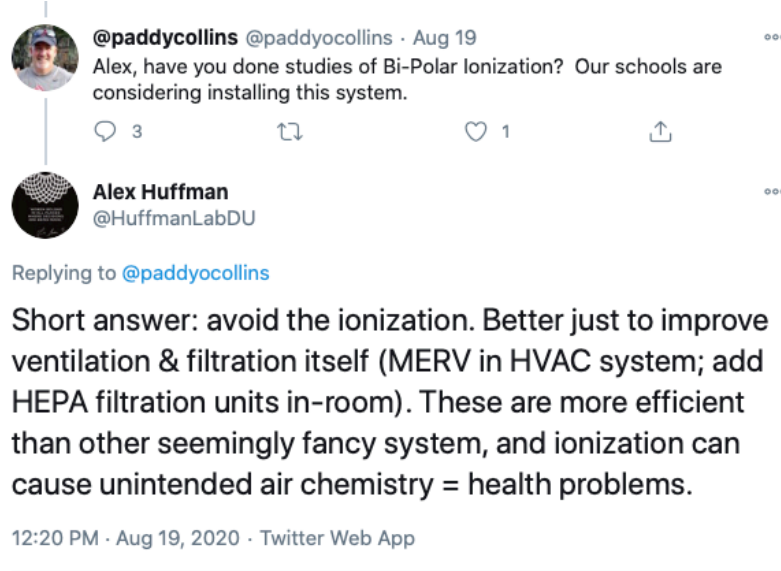 @paddycollins @paddyocollins · Aug 19
Alex, have you done studies of Bi-Polar Ionization? Our schools are
considering installing this system.
3 1
Alex Huffman
@HuffmanLabDU
Replying to @paddyocollins
Short answer: avoid the ionization. Better just to improve
ventilation & filtration itself (MERV in HVAC system; add
HEPA filtration units in-room). These are more efficient
than other seemingly fancy system, and ionization can
cause unintended air chemistry = health problems.
12:20 PM · Aug 19, 2020 · Twitter Web App